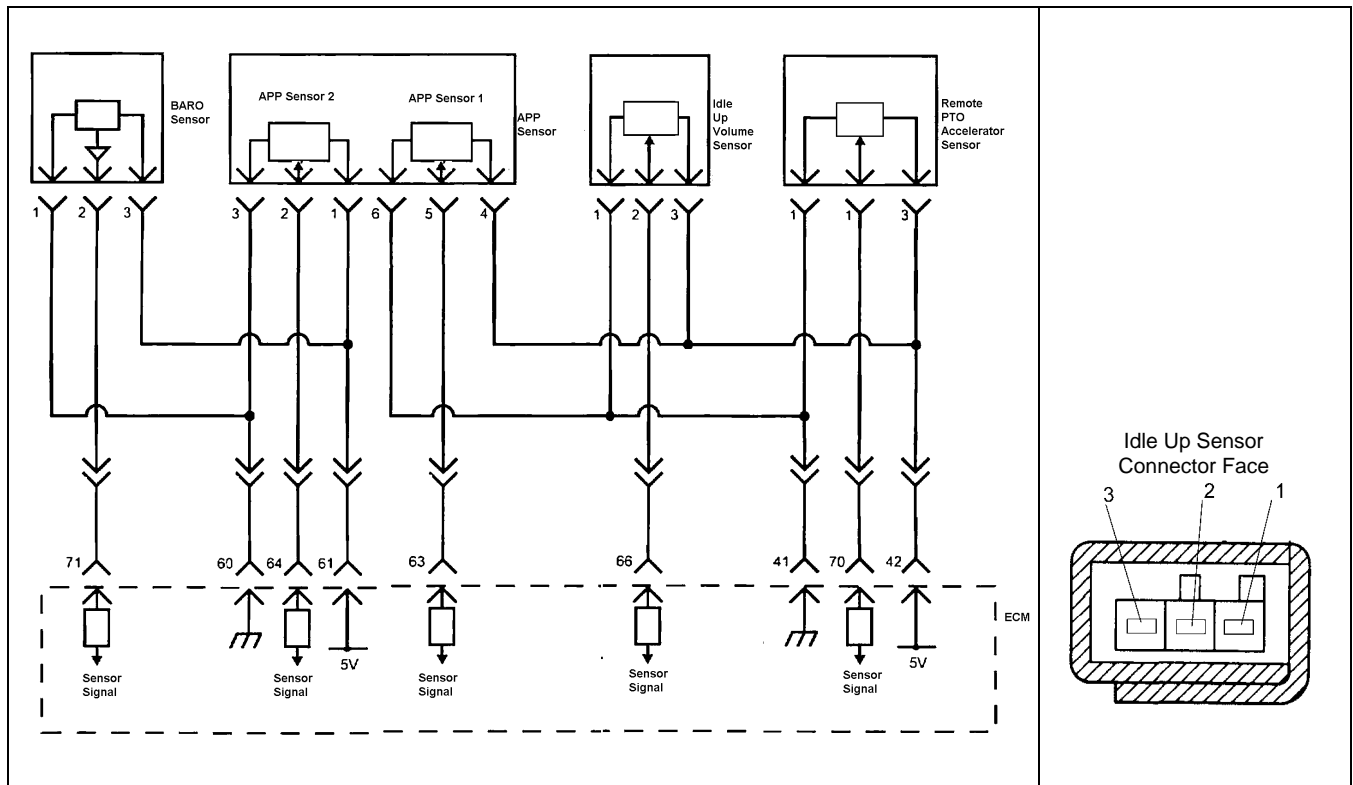 BARO
Sensor
APP Sensor 2
APP Sensor 1
APP
Sensor
Idle
Up
Volume
Sensor
Remote
PTO
Accelerator
Sensor
1 2 3 3 2 1 6 5 4 1 2 3 1 1 3
71 60 64 61 63 66 41 70 42
ECM
5V 5V
Sensor
Signal
Sensor
Signal
Sensor
Signal
Sensor
Signal
Sensor
Signal
Idle Up Sensor
Connector Face
3 2 1